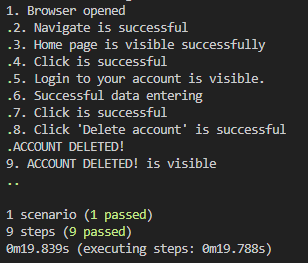 1. Browser opened
.2. Navigate is successful
.3. Home page is visible successfully
.4. Click is successful
.5. Login to your account is visible.
.6. Successful data entering
.7. Click is successful
.8. Click 'Delete account' is successful
.ACCOUNT DELETED!
9. ACCOUNT DELETED! is visible
..
1 scenario (1 passed)
9 steps (9 passed)
0m19.839s (executing steps: 0m19.788s)